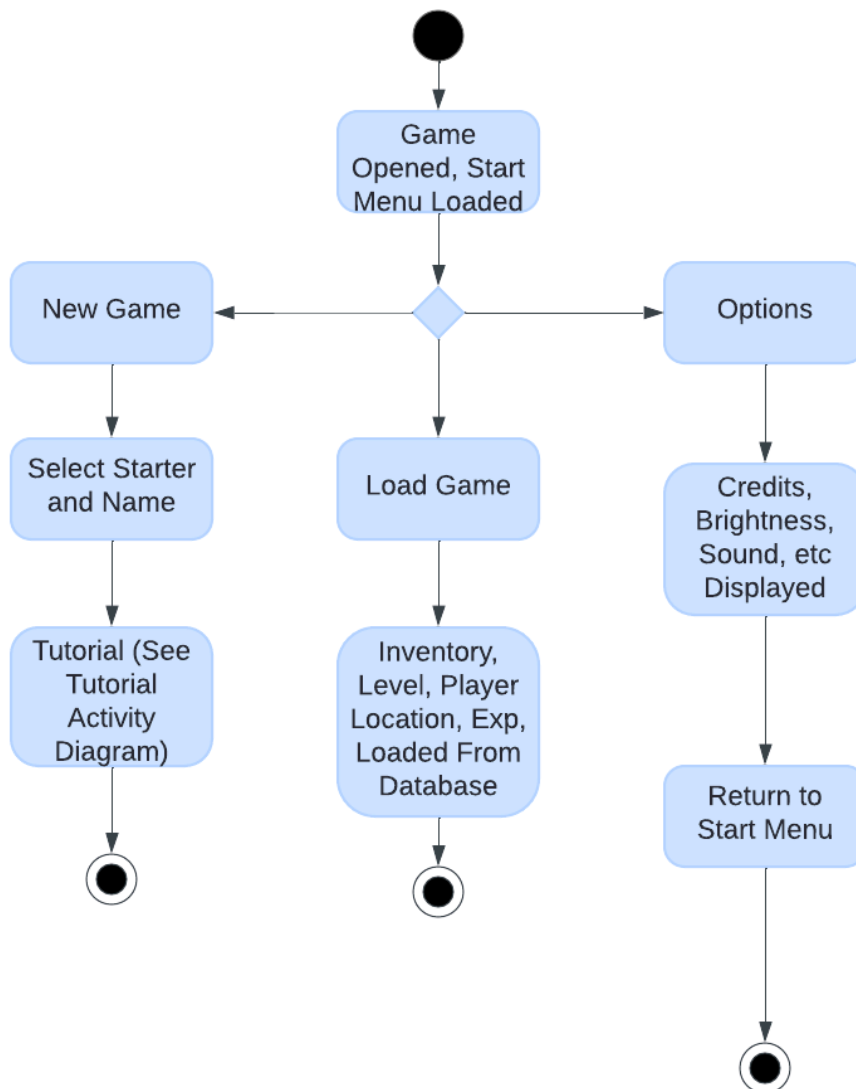 Game
Opened, Start
Menu Loaded
New Game
Options
Select Starter
and Name
Load Game
Credits,
Brightness,
Sound, etc
Displayed
Tutorial (See
Tutorial
Activity
Diagram)
Inventory,
Level, Player
Location, Exp,
Loaded From
Database
Return to
Start Menu